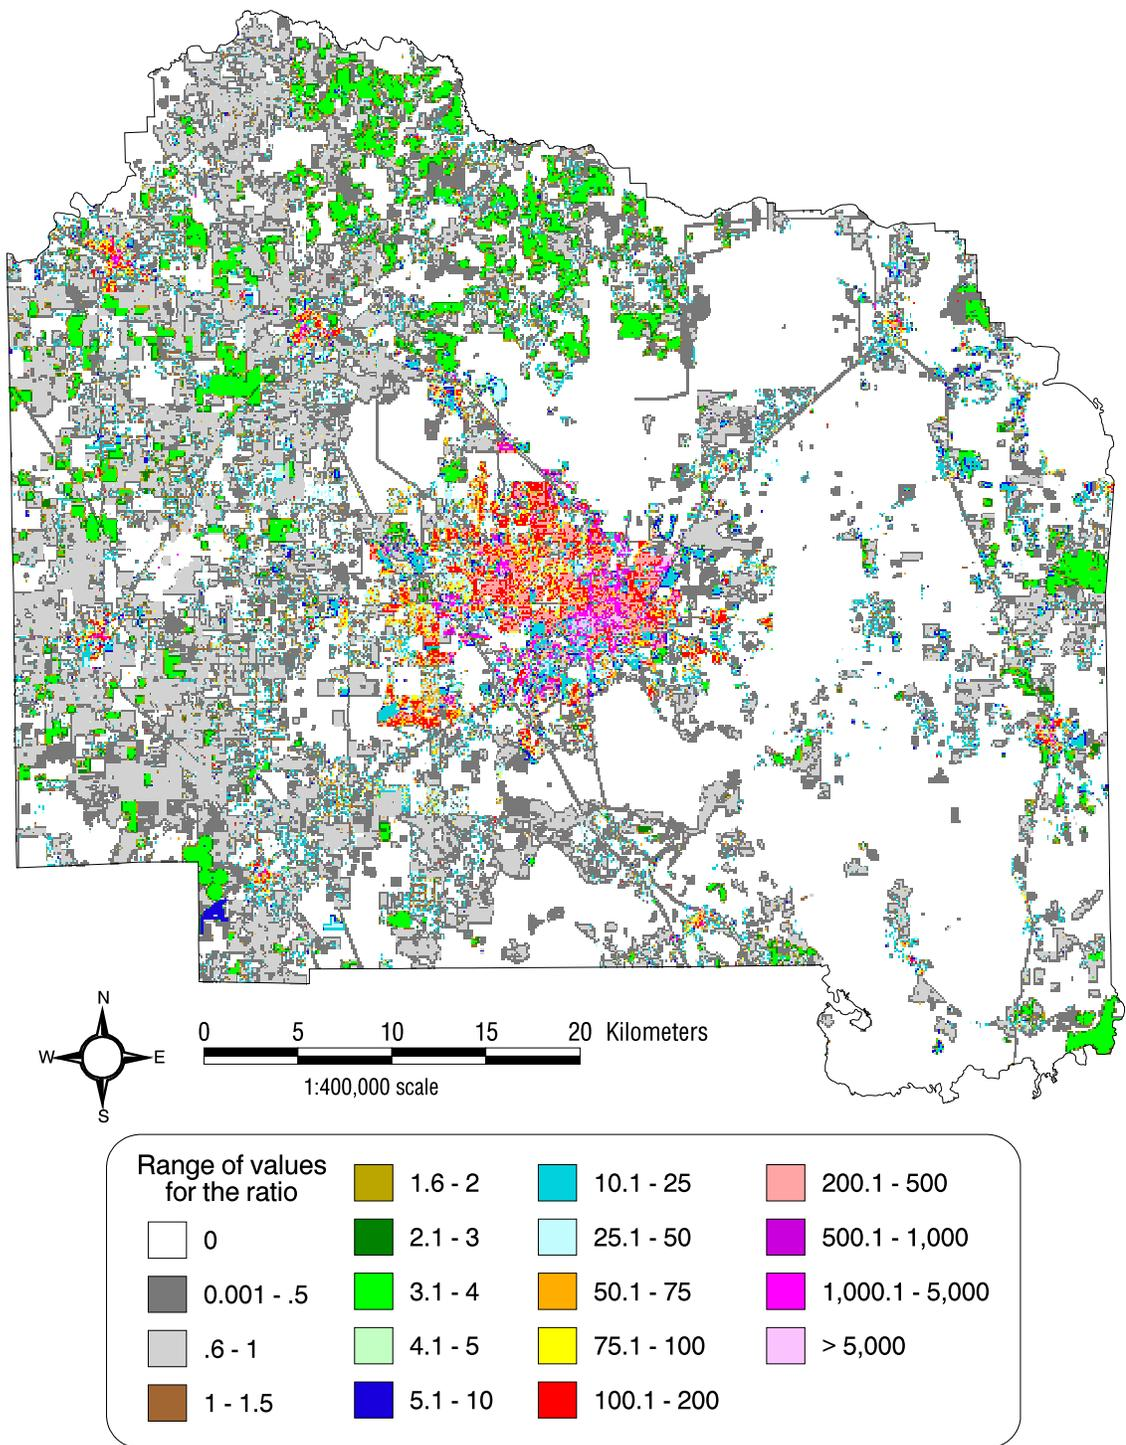 N
W
E
S
0 5 10 15 20 Kilometers
1:400,000 scale
Range of values
for the ratio
0
0.001 - .5
.6 - 1
1 - 1.5
1.6 - 2
2.1 - 3
3.1 - 4
4.1 - 5
5.1 - 10
10.1 - 25
25.1 - 50
50.1 - 75
75.1 - 100
100.1 - 200
200.1 - 500
500.1 - 1,000
1,000.1 - 5,000
> 5,000